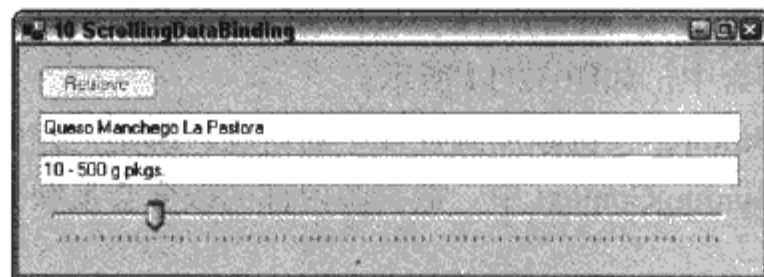 10 ScrollingDataBinding
Retrieve
Queso Manchego La Pastora
10 - 500 g pkgs.